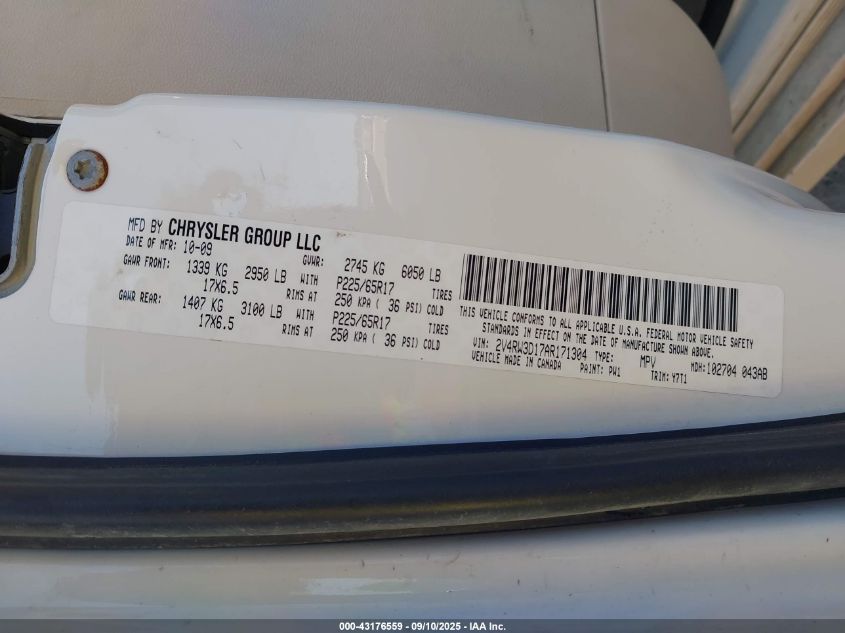 MFD BY CHRYSLER GROUP LLC
DATE OF MFR: 10-09 GVWR: 2745 KG 6050 LB
GAWR FRONT: 1339 KG 2950 LB WITH P225/65R17 TIRES
17X6.5 RIMS AT 250 KPA ( 36 PSI) COLD
GAWR REAR: 1407 KG 3100 LB WITH P225/65R17 TIRES
17X6.5 RIMS AT 250 KPA ( 36 PSI) COLD
THIS VEHICLE CONFORMS TO ALL APPLICABLE U.S.A. FEDERAL MOTOR VEHICLE SAFETY
STANDARDS IN EFFECT ON THE DATE OF MANUFACTURE SHOWN ABOVE.
VIN: 2V4RW3D17AR171304 TYPE: MPV MDH:102704 043AB
VEHICLE MADE IN CANADA PAINT: PW1 TRIM: Y7T1
000-43176559 - 09/10/2025 - IAA Inc.